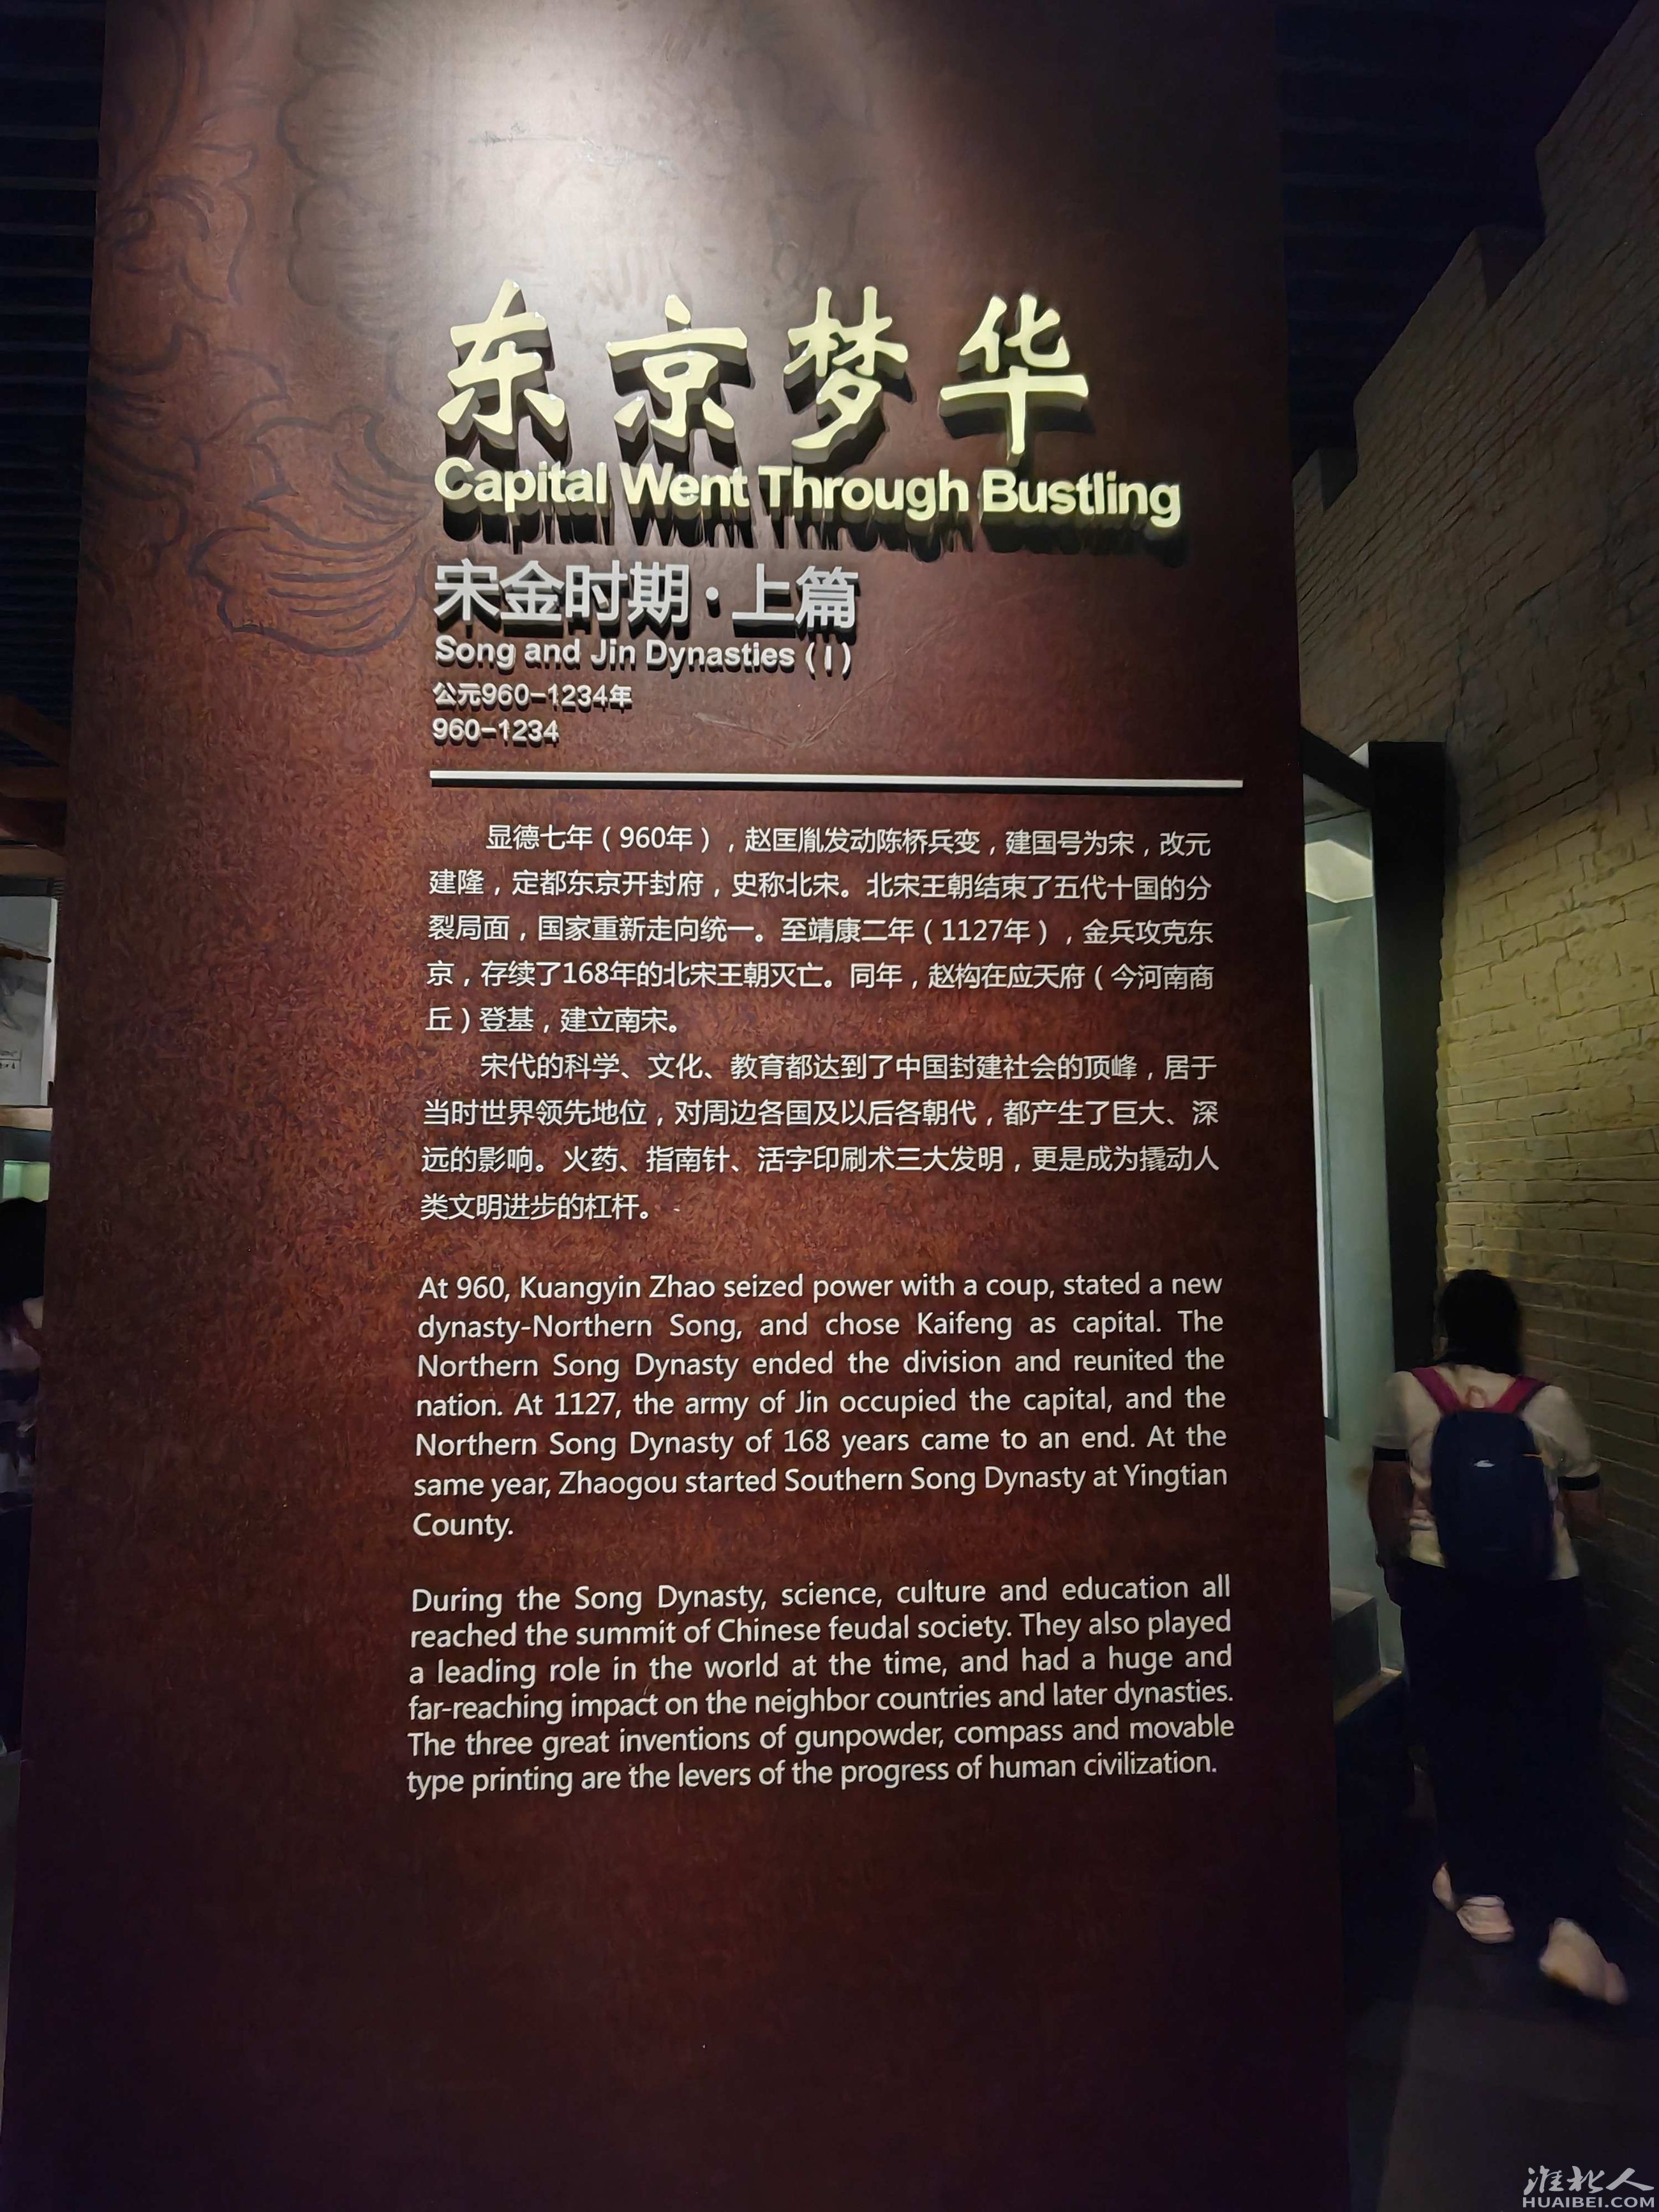 东京梦华
Capital Went Through Bustling
宋金时期·上篇
Song and Jin Dynasties (I)
公元960-1234年
960-1234
显德七年（960年），赵匡胤发动陈桥兵变，建国号为宋，改元
建隆，定都东京开封府，史称北宋。北宋王朝结束了五代十国的分
裂局面，国家重新走向统一。至靖康二年（1127年），金兵攻克东
京，存续了168年的北宋王朝灭亡。同年，赵构在应天府（今河南商
丘）登基，建立南宋。
宋代的科学、文化、教育都达到了中国封建社会的顶峰，居于
当时世界领先地位，对周边各国及以后各朝代，都产生了巨大、深
远的影响。火药、指南针、活字印刷术三大发明，更是成为撬动人
类文明进步的杠杆。
At 960, Kuangyin Zhao seized power with a coup, stated a new
dynasty-Northern Song, and chose Kaifeng as capital. The
Northern Song Dynasty ended the division and reunited the
nation. At 1127, the army of Jin occupied the capital, and the
Northern Song Dynasty of 168 years came to an end. At the
same year, Zhaogou started Southern Song Dynasty at Yingtian
County.
During the Song Dynasty, science, culture and education all
reached the summit of Chinese feudal society. They also played
a leading role in the world at the time, and had a huge and
far-reaching impact on the neighbor countries and later dynasties.
The three great inventions of gunpowder, compass and movable
type printing are the levers of the progress of human civilization.
淮北人
HUAIBEI.COM